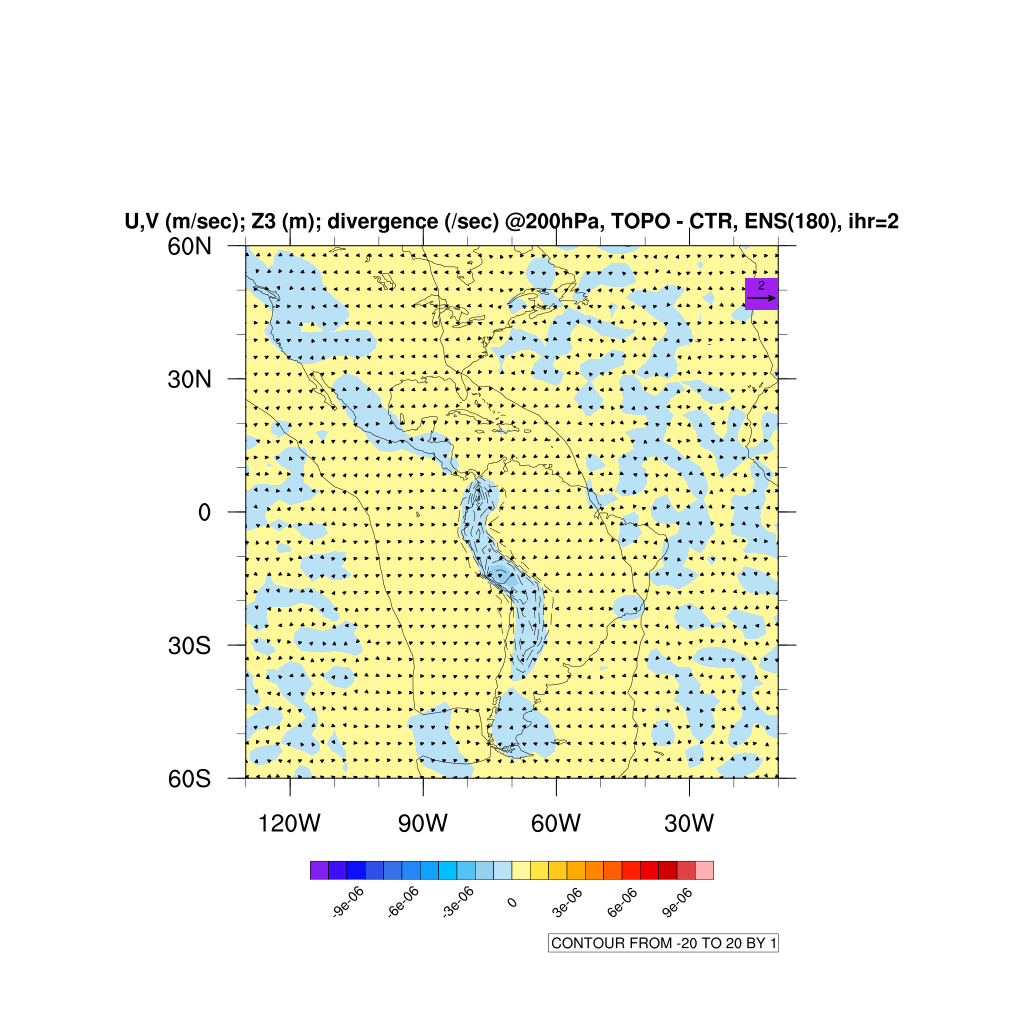 U,V (m/sec); Z3 (m); divergence (/sec) @200hPa, TOPO - CTR, ENS(180), ihr=2
60N
2
30N
0
30S
60S
120W 90W 60W 30W
-9e-06 -6e-06 -3e-06 0 3e-06 6e-06 9e-06
CONTOUR FROM -20 TO 20 BY 1